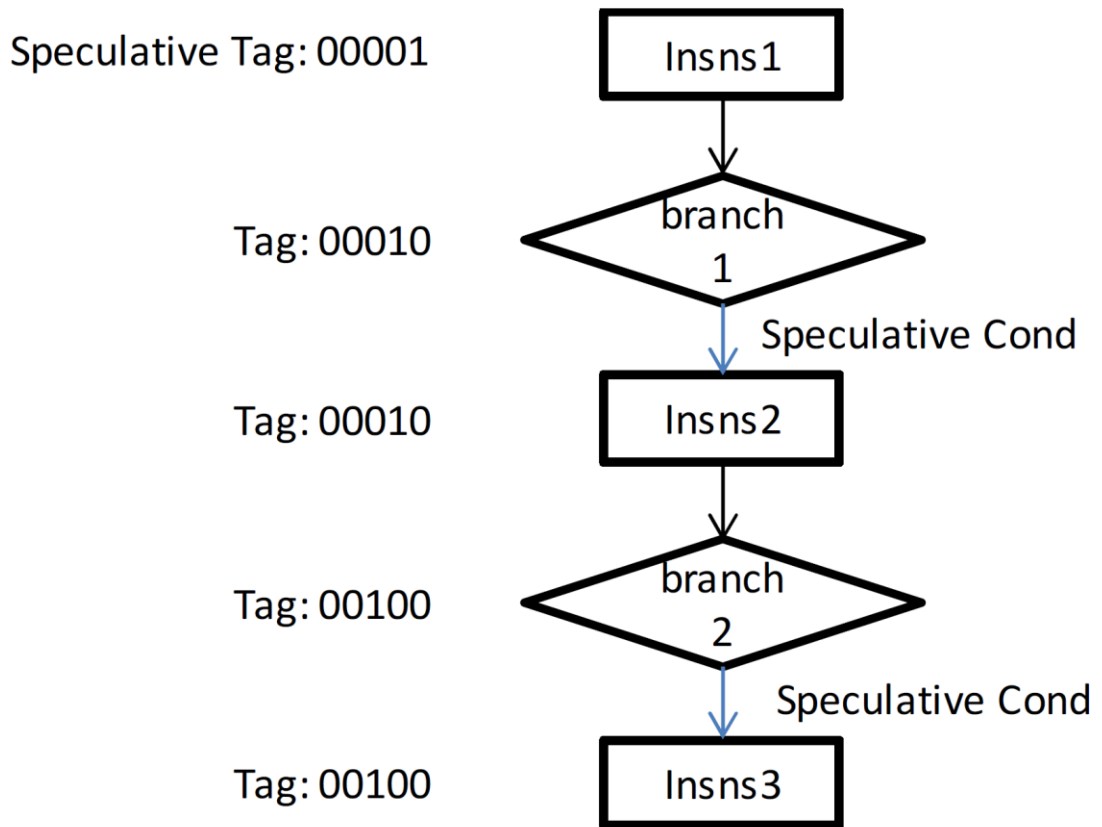 Speculative Tag: 00001
Insns1
Tag: 00010
branch
1
Speculative Cond
Tag: 00010
Insns2
Tag: 00100
branch
2
Speculative Cond
Tag: 00100
Insns3